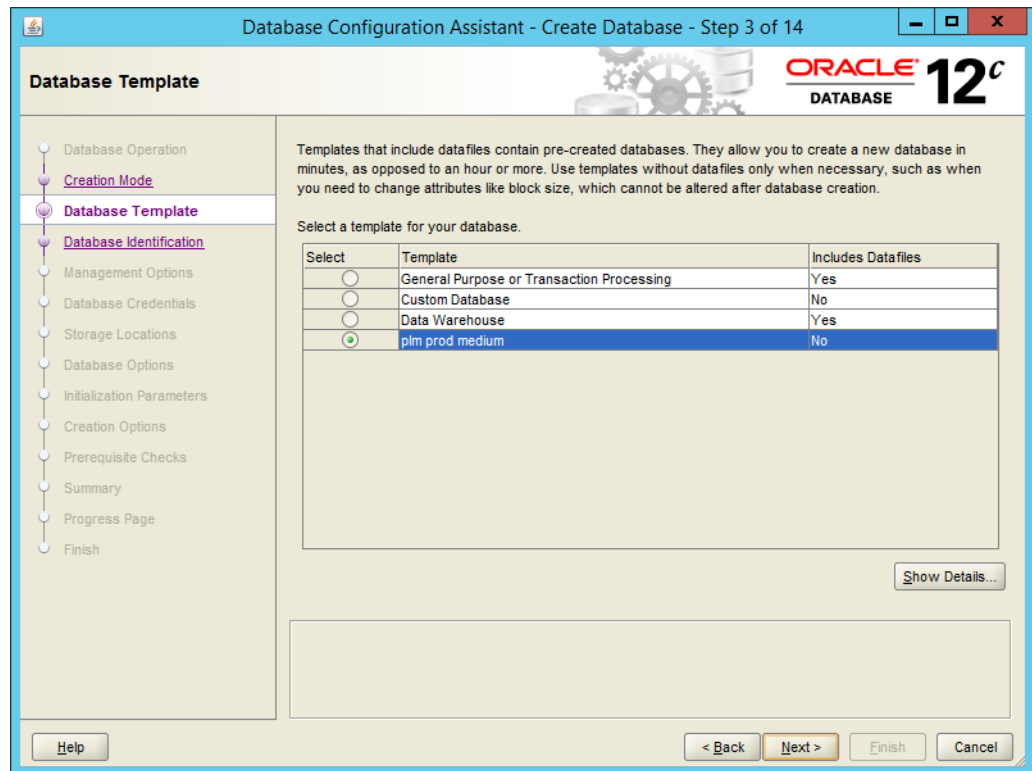 Database Configuration Assistant - Create Database - Step 3 of 14
Database Template
ORACLE®
DATABASE
12c
Database Operation
Creation Mode
Database Template
Database Identification
Management Options
Database Credentials
Storage Locations
Database Options
Initialization Parameters
Creation Options
Prerequisite Checks
Summary
Progress Page
Finish
Templates that include datafiles contain pre-created databases. They allow you to create a new database in
minutes, as opposed to an hour or more. Use templates without datafiles only when necessary, such as when
you need to change attributes like block size, which cannot be altered after database creation.
Select a template for your database.
Select Template Includes Datafiles
General Purpose or Transaction Processing Yes
Custom Database No
Data Warehouse Yes
plm prod medium No
Show Details...
Help < Back Next > Finish Cancel